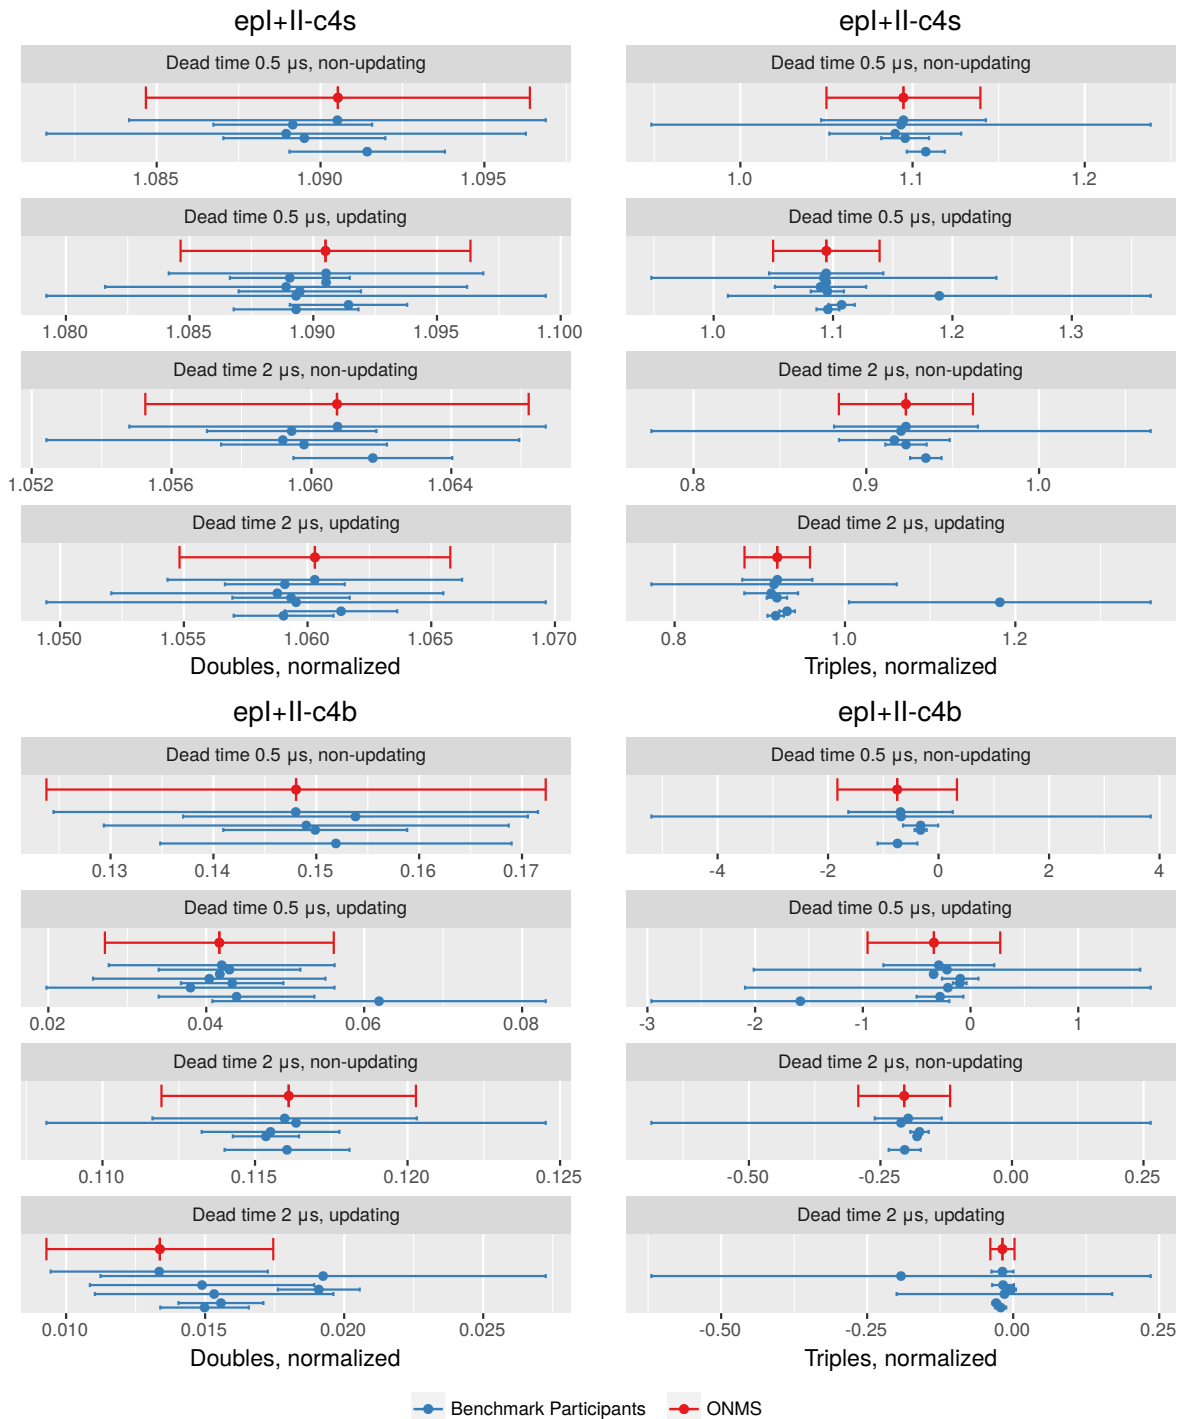 epI+II-c4s
Dead time 0.5 µs, non-updating
1.085 1.090 1.095
Dead time 0.5 µs, updating
1.080 1.085 1.090 1.095 1.100
Dead time 2 µs, non-updating
1.052 1.056 1.060 1.064
Dead time 2 µs, updating
1.050 1.055 1.060 1.065 1.070
Doubles, normalized
epI+II-c4s
Dead time 0.5 µs, non-updating
1.0 1.1 1.2
Dead time 0.5 µs, updating
1.0 1.1 1.2 1.3
Dead time 2 µs, non-updating
0.8 0.9 1.0
Dead time 2 µs, updating
0.8 1.0 1.2
Triples, normalized
epI+II-c4b
Dead time 0.5 µs, non-updating
0.13 0.14 0.15 0.16 0.17
Dead time 0.5 µs, updating
0.02 0.04 0.06 0.08
Dead time 2 µs, non-updating
0.110 0.115 0.120 0.125
Dead time 2 µs, updating
0.010 0.015 0.020 0.025
Doubles, normalized
epI+II-c4b
Dead time 0.5 µs, non-updating
-4 -2 0 2 4
Dead time 0.5 µs, updating
-3 -2 -1 0 1
Dead time 2 µs, non-updating
-0.50 -0.25 0.00 0.25
Dead time 2 µs, updating
-0.50 -0.25 0.00 0.25
Triples, normalized
Benchmark Participants ONMS